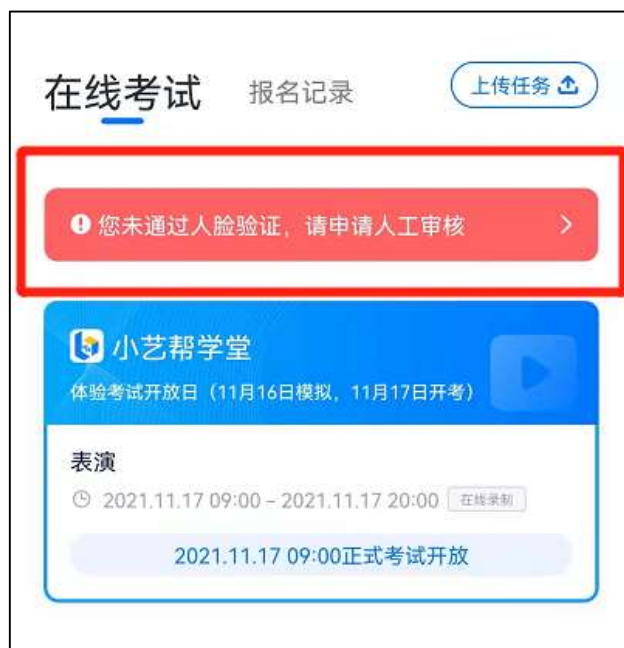 在线考试 报名记录 上传任务
您未通过人脸验证，请申请人工审核
小艺帮学堂
体验考试开放日（11月16日模拟，11月17日开考）
表演
2021.11.17 09:00 - 2021.11.17 20:00 在线录制
2021.11.17 09:00正式考试开放